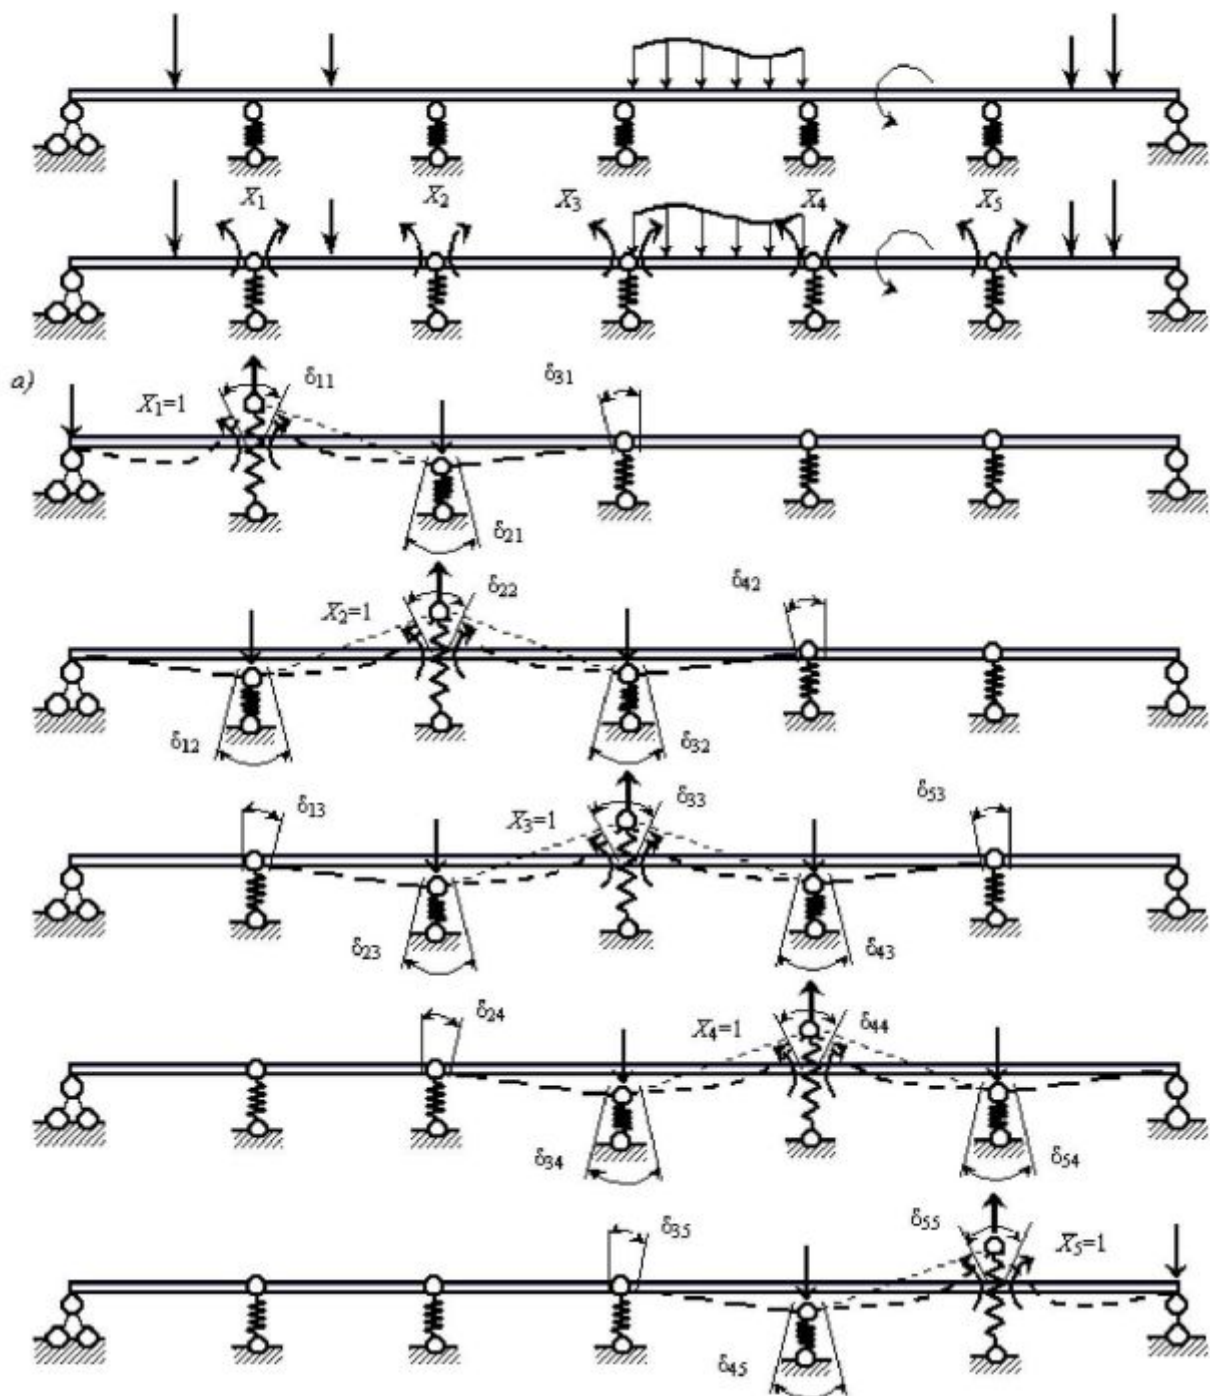 X₁ X₂ X₃ X₄ X₅
а)
X₁=1 δ₁₁ δ₃₁
δ₂₁
X₂=1 δ₂₂ δ₄₂
δ₁₂ δ₃₂
δ₁₃ X₃=1 δ₃₃ δ₅₃
δ₂₃ δ₄₃
δ₂₄ X₄=1 δ₄₄
δ₃₄ δ₅₄
δ₃₅ δ₅₅ X₅=1
δ₄₅